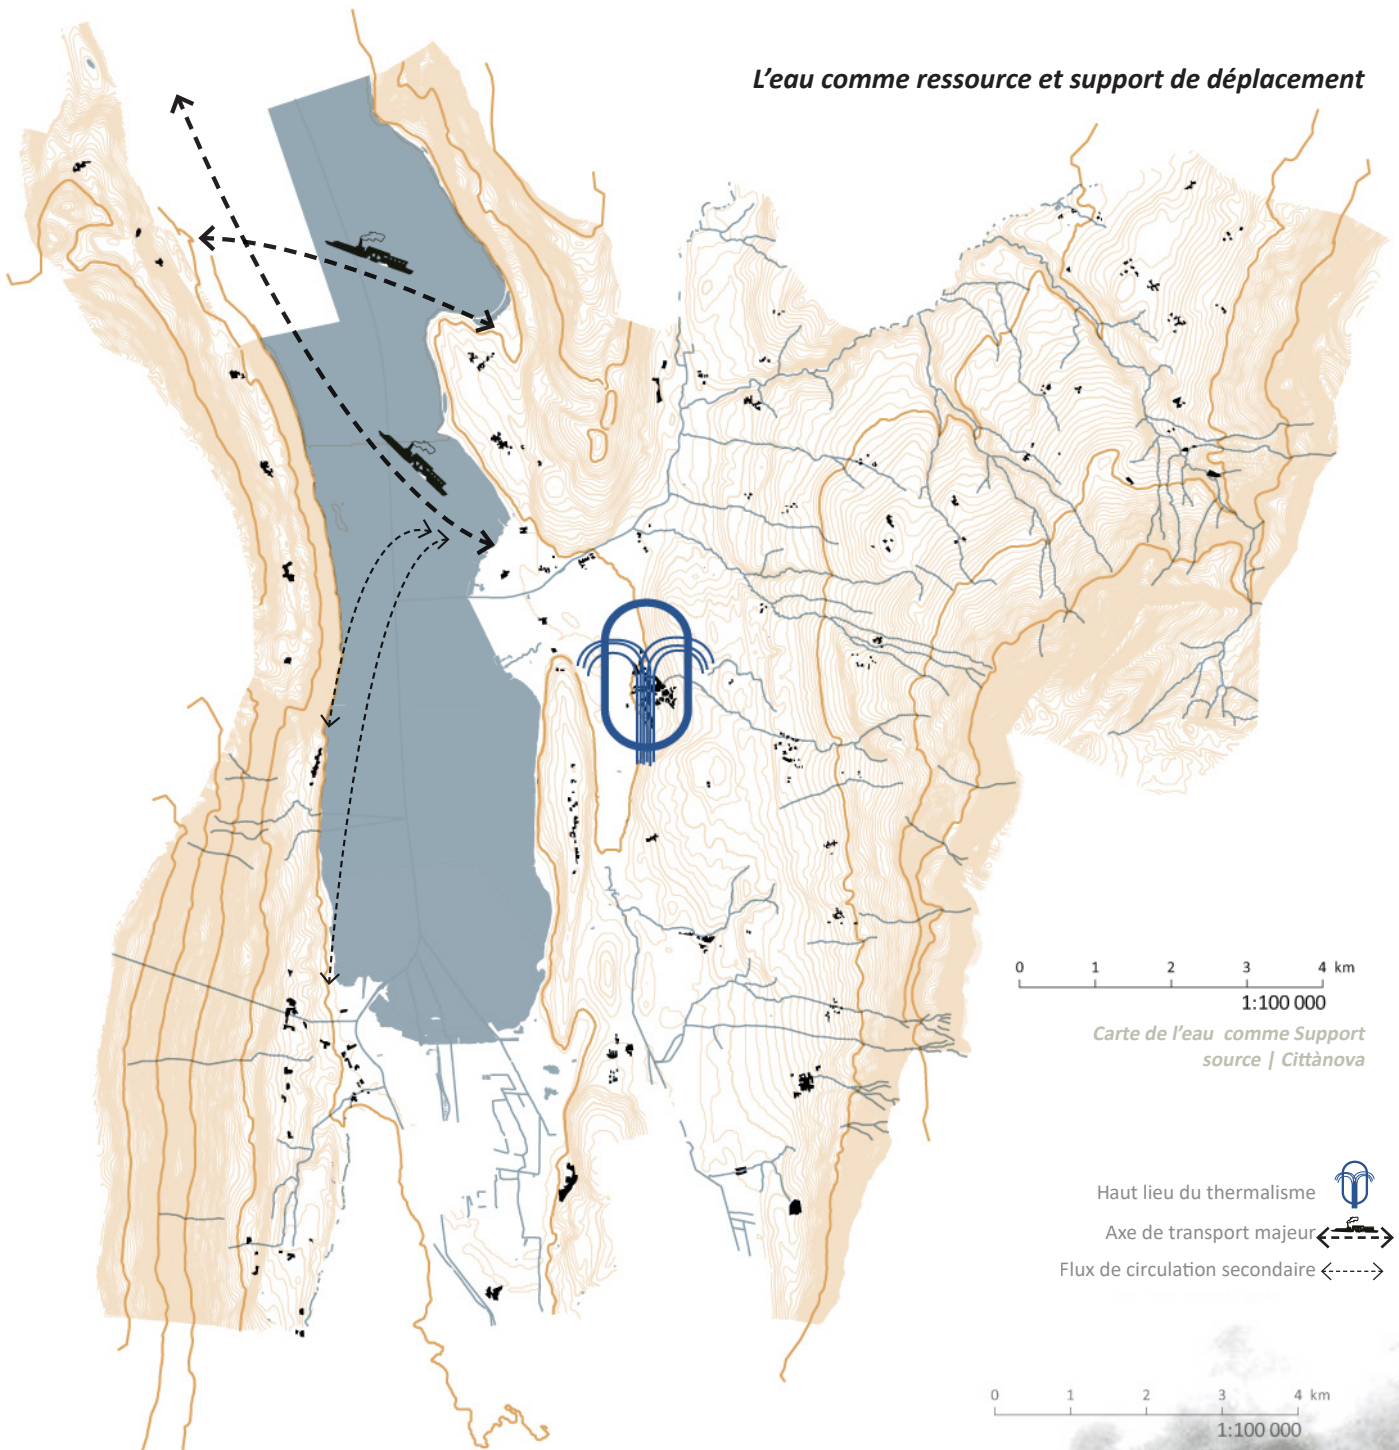 L’eau comme ressource et support de déplacement
0 1 2 3 4 km
1:100 000
Carte de l’eau comme Support
source | Cittànova
Haut lieu du thermalisme
Axe de transport majeur
Flux de circulation secondaire
0 1 2 3 4 km
1:100 000